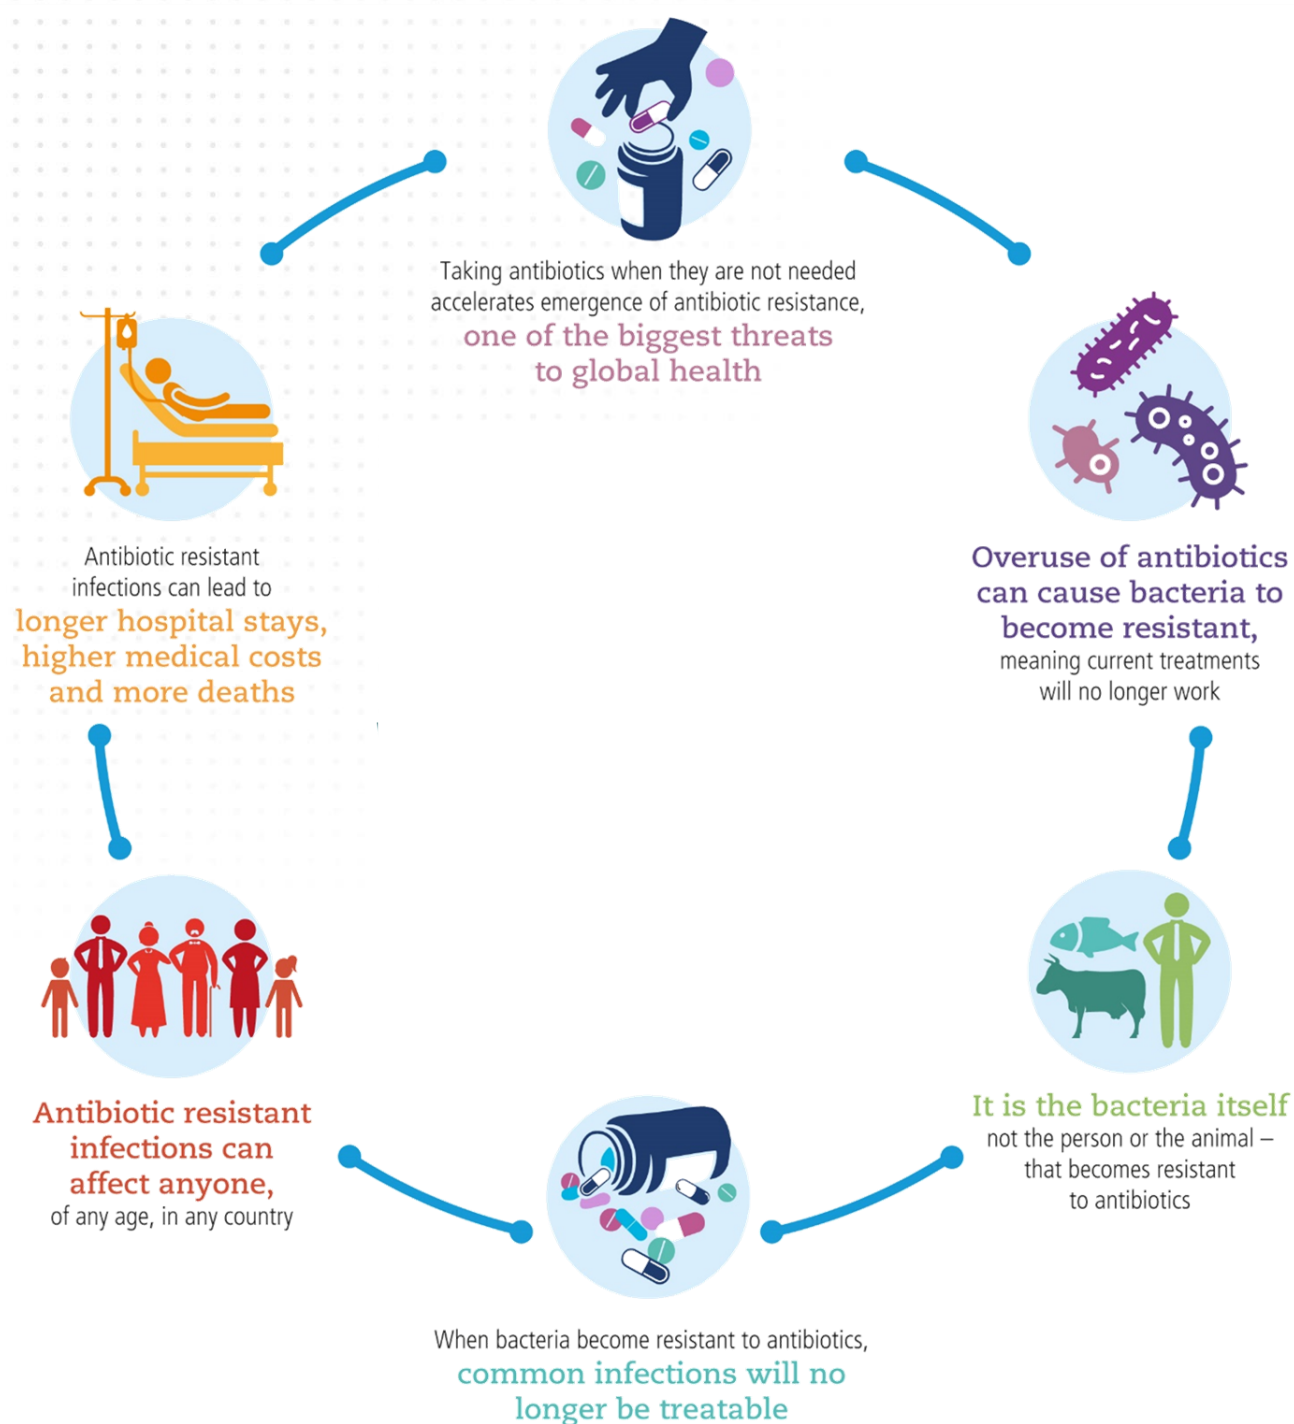 Taking antibiotics when they are not needed
accelerates emergence of antibiotic resistance,
one of the biggest threats
to global health
Overuse of antibiotics
can cause bacteria to
become resistant,
meaning current treatments
will no longer work
It is the bacteria itself
not the person or the animal –
that becomes resistant
to antibiotics
When bacteria become resistant to antibiotics,
common infections will no
longer be treatable
Antibiotic resistant
infections can
affect anyone,
of any age, in any country
Antibiotic resistant
infections can lead to
longer hospital stays,
higher medical costs
and more deaths